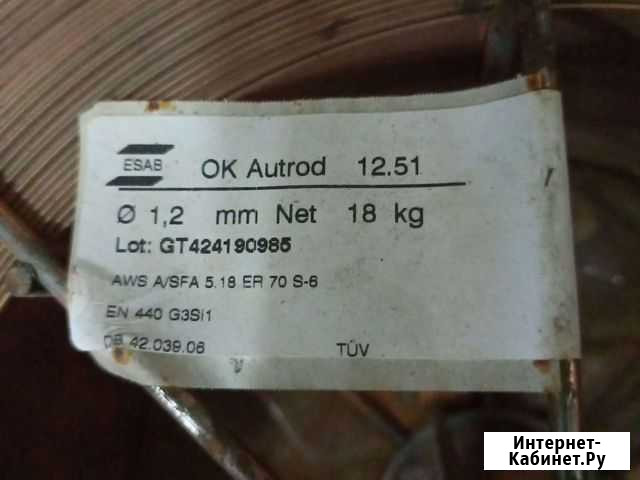 ESAB
OK Autrod 12.51
Ø 1,2 mm Net 18 kg
Lot: GT424190985
AWS A/SFA 5.18 ER 70 S-6
EN 440 G3Si1
DB 42.039.06 TÜV
Интернет-
Кабинет.Ру